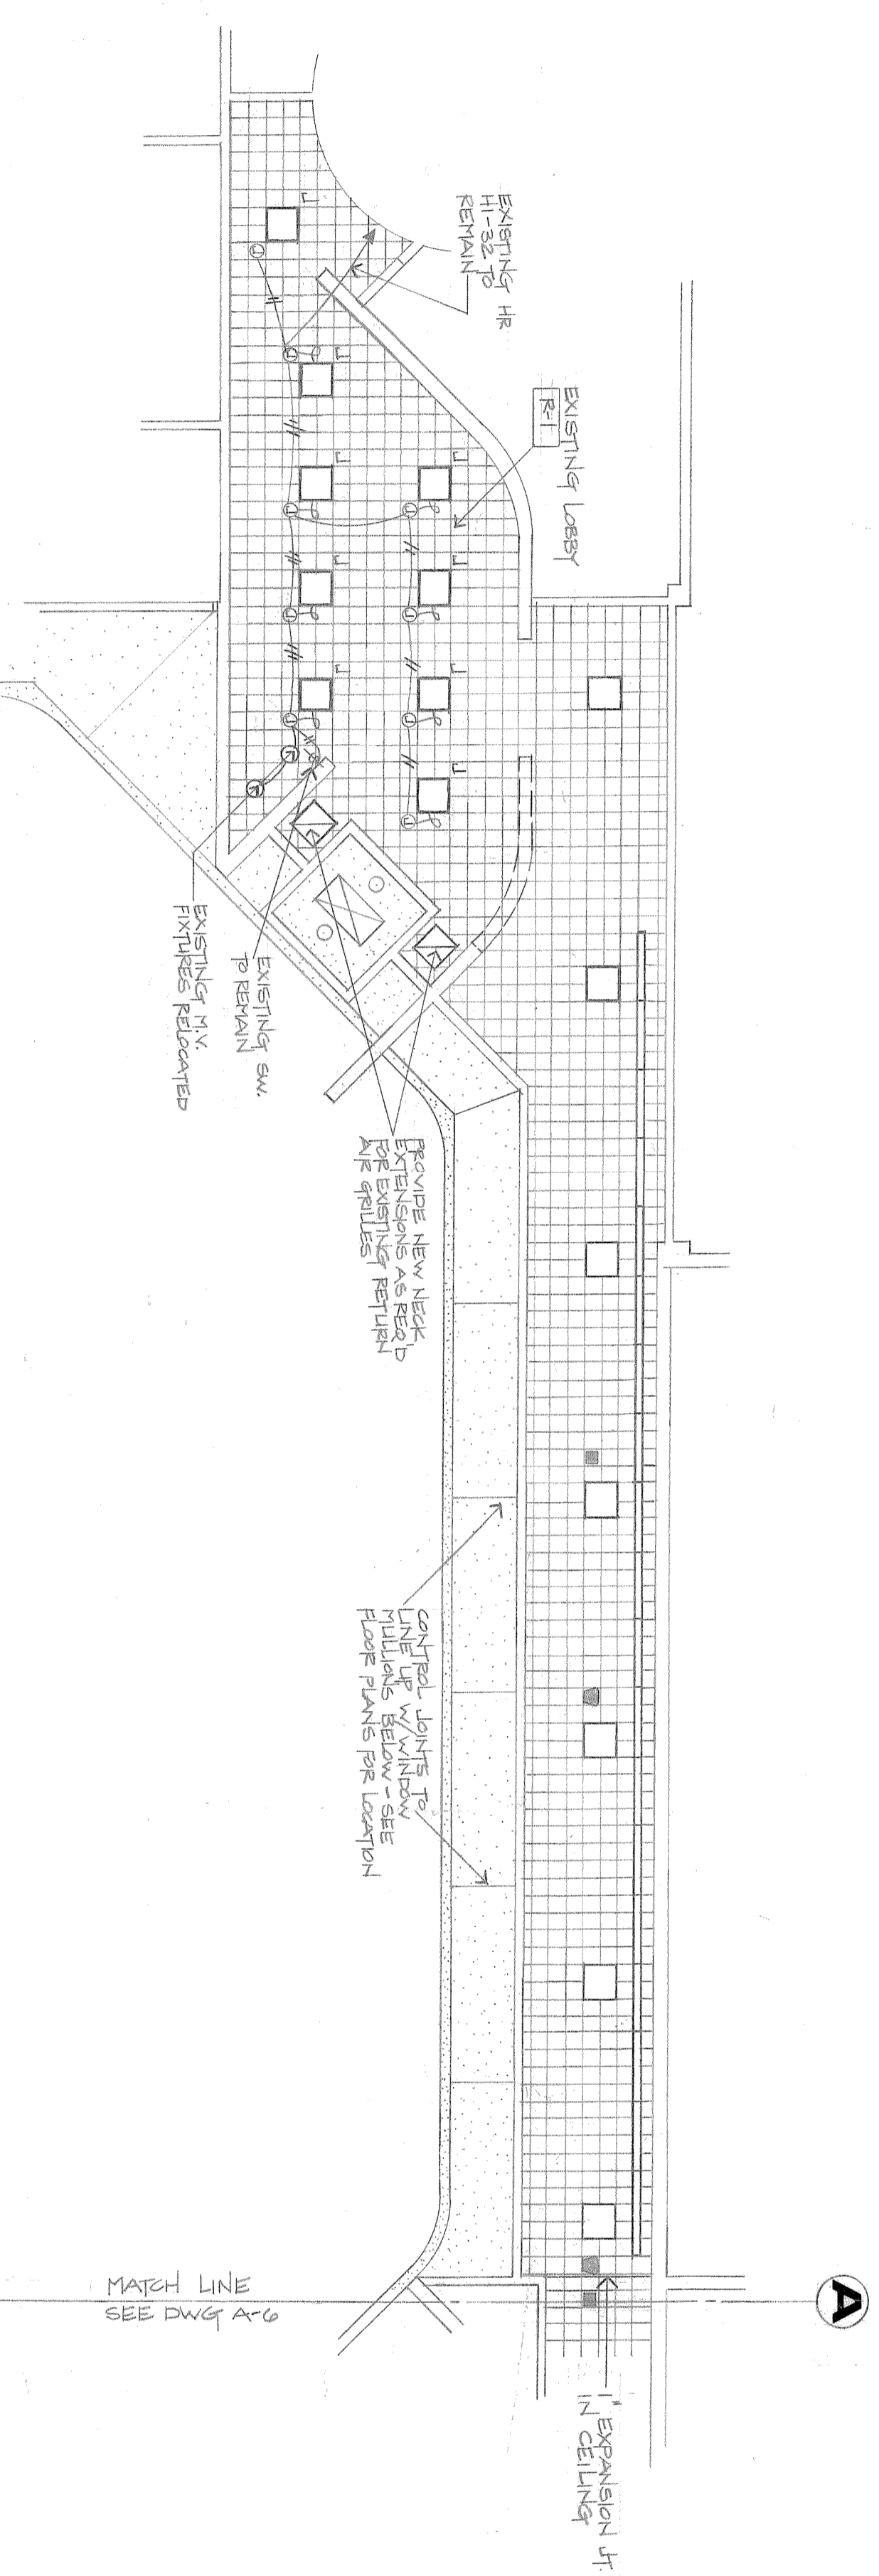 EXISTING HR
H1-32 TO
REMAIN
EXISTING LOBBY
R-1
J
J
J
J
J
J
J
J
J
EXISTING SW.
TO REMAIN
EXISTING M.V.
FIXTURES RELOCATED
PROVIDE NEW NECK
EXTENSIONS AS REQ'D
FOR EXISTING RETURN
AIR GRILLES
CONTROL JOINTS TO
LINE UP W/WINDOW
MULLIONS BELOW - SEE
FLOOR PLANS FOR LOCATION
MATCH LINE
SEE DWG A-6
A
1" EXPANSION JT.
IN CEILING